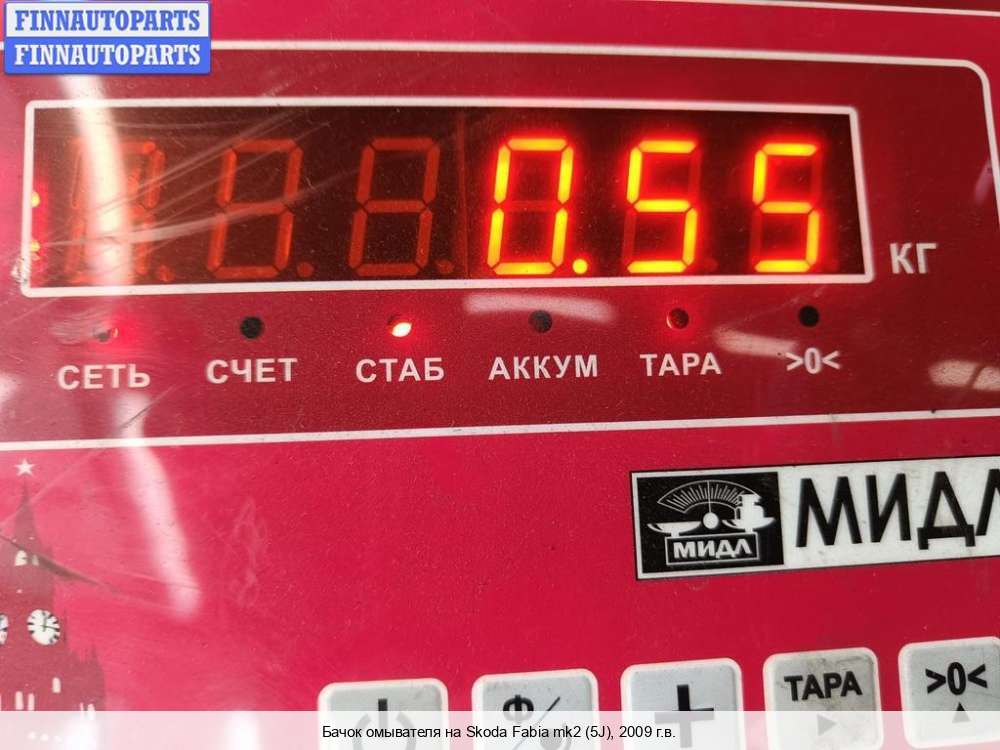 FINNAUTOPARTS
FINNAUTOPARTS
0.55
КГ
СЕТЬ СЧЕТ СТАБ АККУМ ТАРА >0<
МИДЛ МИДЛ
Ф/ + ТАРА >0<
Бачок омывателя на Skoda Fabia mk2 (5J), 2009 г.в.